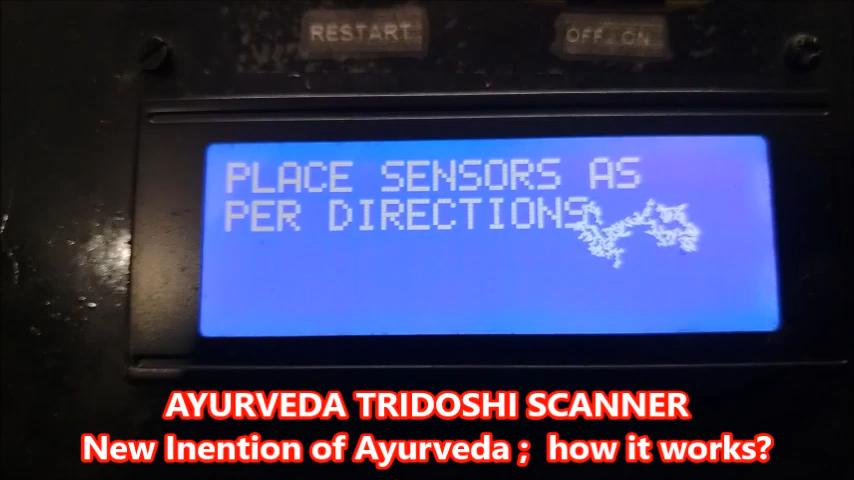 RESTART
OFF / ON
PLACE SENSORS AS
PER DIRECTIONS
AYURVEDA TRIDOSHI SCANNER
New Inention of Ayurveda ; how it works?